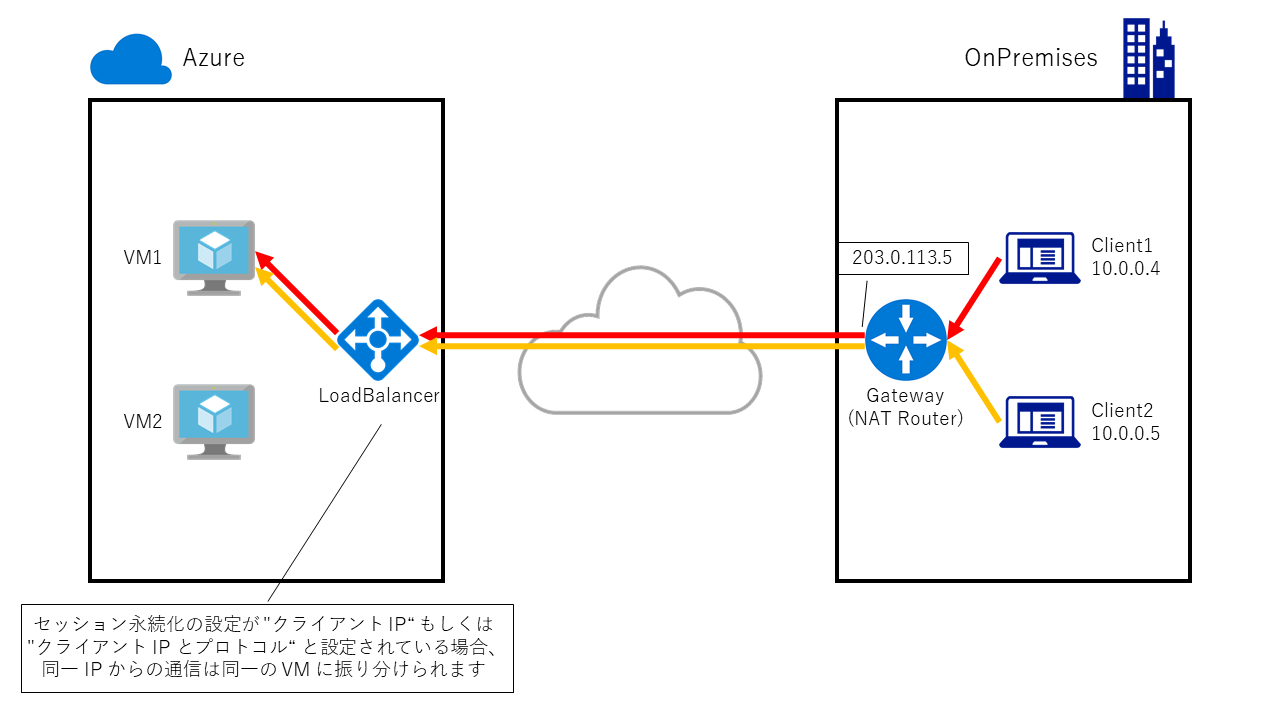 Azure
OnPremises
VM1
VM2
LoadBalancer
203.0.113.5
Gateway
(NAT Router)
Client1
10.0.0.4
Client2
10.0.0.5
セッション永続化の設定が"クライアント IP“ もしくは
"クライアント IP とプロトコル“ と設定されている場合、
同一 IP からの通信は同一の VM に振り分けられます